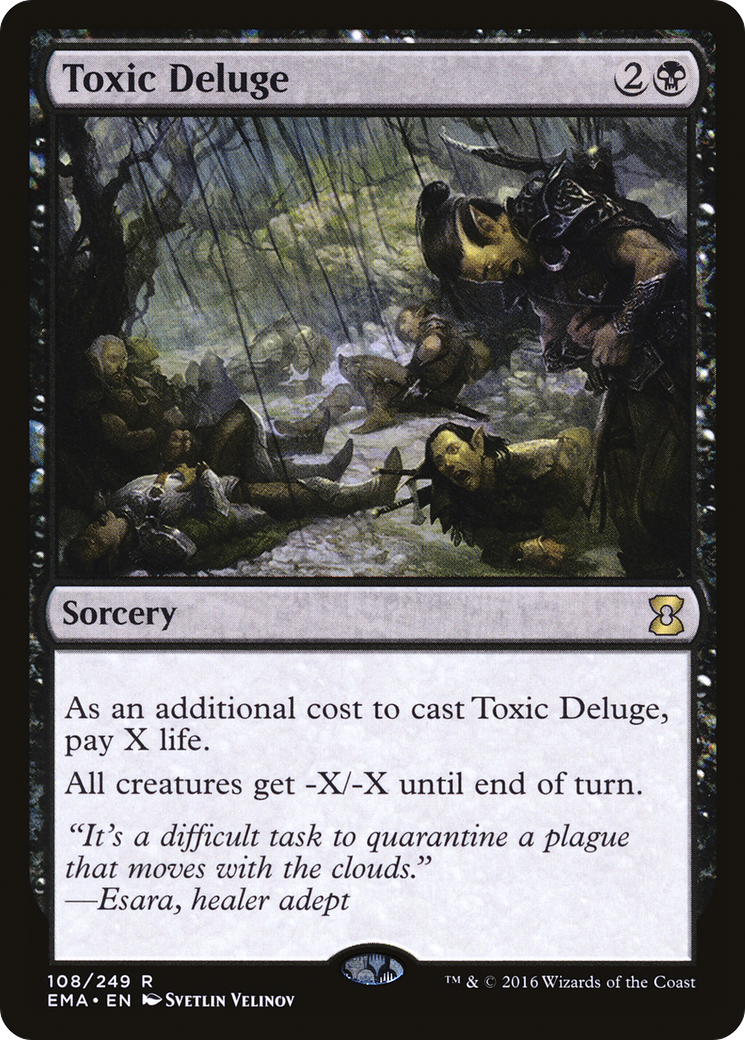 Toxic Deluge 2
Sorcery
As an additional cost to cast Toxic Deluge,
pay X life.
All creatures get -X/-X until end of turn.
“It’s a difficult task to quarantine a plague
that moves with the clouds.”
—Esara, healer adept
108/249 R
EMA • EN Svetlin Velinov
™ & © 2016 Wizards of the Coast